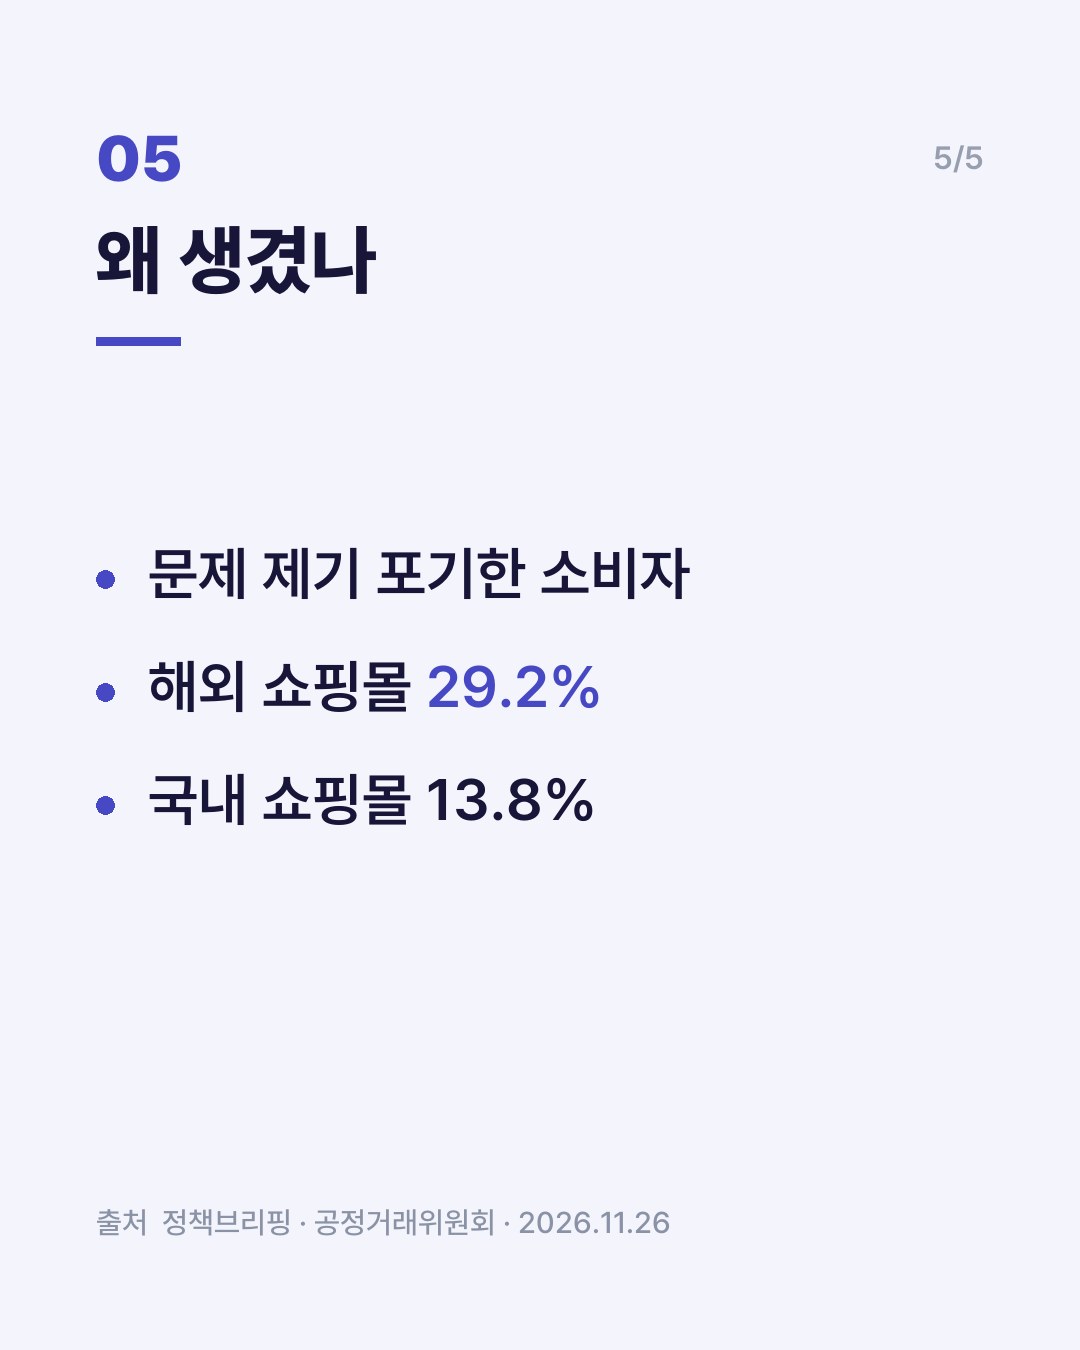 05
5/5
왜 생겼나
문제 제기 포기한 소비자
해외 쇼핑몰 29.2%
국내 쇼핑몰 13.8%
출처 정책브리핑 · 공정거래위원회 · 2026.11.26